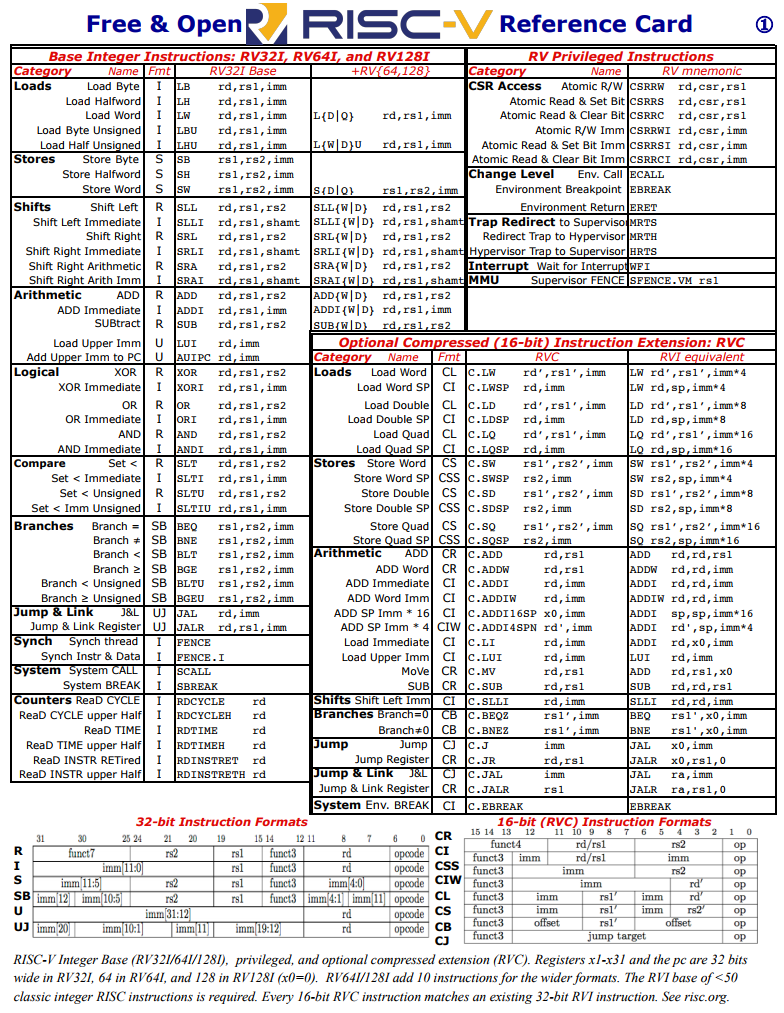 Free & Open RISC-V Reference Card ①
Base Integer Instructions: RV32I, RV64I, and RV128I
Category Name Fmt RV32I Base +RV{64,128}
Loads Load Byte I LB rd,rs1,imm
Load Halfword I LH rd,rs1,imm
Load Word I LW rd,rs1,imm L{D|Q} rd,rs1,imm
Load Byte Unsigned I LBU rd,rs1,imm
Load Half Unsigned I LHU rd,rs1,imm L{W|D}U rd,rs1,imm
Stores Store Byte S SB rs1,rs2,imm
Store Halfword S SH rs1,rs2,imm
Store Word S SW rs1,rs2,imm S{D|Q} rs1,rs2,imm
Shifts Shift Left R SLL rd,rs1,rs2 SLL{W|D} rd,rs1,rs2
Shift Left Immediate I SLLI rd,rs1,shamt SLLI{W|D} rd,rs1,shamt
Shift Right R SRL rd,rs1,rs2 SRL{W|D} rd,rs1,rs2
Shift Right Immediate I SRLI rd,rs1,shamt SRLI{W|D} rd,rs1,shamt
Shift Right Arithmetic R SRA rd,rs1,rs2 SRA{W|D} rd,rs1,rs2
Shift Right Arith Imm I SRAI rd,rs1,shamt SRAI{W|D} rd,rs1,shamt
Arithmetic ADD R ADD rd,rs1,rs2 ADD{W|D} rd,rs1,rs2
ADD Immediate I ADDI rd,rs1,imm ADDI{W|D} rd,rs1,imm
SUBtract R SUB rd,rs1,rs2 SUB{W|D} rd,rs1,rs2
Load Upper Imm U LUI rd,imm
Add Upper Imm to PC U AUIPC rd,imm
Logical XOR R XOR rd,rs1,rs2
XOR Immediate I XORI rd,rs1,imm
OR R OR rd,rs1,rs2
OR Immediate I ORI rd,rs1,imm
AND R AND rd,rs1,rs2
AND Immediate I ANDI rd,rs1,imm
Compare Set < R SLT rd,rs1,rs2
Set < Immediate I SLTI rd,rs1,imm
Set < Unsigned R SLTU rd,rs1,rs2
Set < Imm Unsigned I SLTIU rd,rs1,imm
Branches Branch = SB BEQ rs1,rs2,imm
Branch ≠ SB BNE rs1,rs2,imm
Branch < SB BLT rs1,rs2,imm
Branch ≥ SB BGE rs1,rs2,imm
Branch < Unsigned SB BLTU rs1,rs2,imm
Branch ≥ Unsigned SB BGEU rs1,rs2,imm
Jump & Link J&L UJ JAL rd,imm
Jump & Link Register UJ JALR rd,rs1,imm
Synch Synch thread I FENCE
Synch Instr & Data I FENCE.I
System System CALL I SCALL
System BREAK I SBREAK
Counters ReaD CYCLE I RDCYCLE rd
ReaD CYCLE upper Half I RDCYCLEH rd
ReaD TIME I RDTIME rd
ReaD TIME upper Half I RDTIMEH rd
ReaD INSTR RETired I RDINSTRET rd
ReaD INSTR upper Half I RDINSTRETH rd
RV Privileged Instructions
Category Name RV mnemonic
CSR Access Atomic R/W CSRRW rd,csr,rs1
Atomic Read & Set Bit CSRRS rd,csr,rs1
Atomic Read & Clear Bit CSRRC rd,csr,rs1
Atomic R/W Imm CSRRWI rd,csr,imm
Atomic Read & Set Bit Imm CSRRSI rd,csr,imm
Atomic Read & Clear Bit Imm CSRRCI rd,csr,imm
Change Level Env. Call ECALL
Environment Breakpoint EBREAK
Environment Return ERET
Trap Redirect to Supervisor MRTS
Redirect Trap to Hypervisor MRTH
Hypervisor Trap to Supervisor HRTS
Interrupt Wait for Interrupt WFI
MMU Supervisor FENCE SFENCE.VM rs1
Optional Compressed (16-bit) Instruction Extension: RVC
Category Name Fmt RVC RVI equivalent
Loads Load Word CL C.LW rd′,rs1′,imm LW rd′,rs1′,imm*4
Load Word SP CI C.LWSP rd,imm LW rd,sp,imm*4
Load Double CL C.LD rd′,rs1′,imm LD rd′,rs1′,imm*8
Load Double SP CI C.LDSP rd,imm LD rd,sp,imm*8
Load Quad CL C.LQ rd′,rs1′,imm LQ rd′,rs1′,imm*16
Load Quad SP CI C.LQSP rd,imm LQ rd,sp,imm*16
Stores Store Word CS C.SW rs1′,rs2′,imm SW rs1′,rs2′,imm*4
Store Word SP CSS C.SWSP rs2,imm SW rs2,sp,imm*4
Store Double CS C.SD rs1′,rs2′,imm SD rs1′,rs2′,imm*8
Store Double SP CSS C.SDSP rs2,imm SD rs2,sp,imm*8
Store Quad CS C.SQ rs1′,rs2′,imm SQ rs1′,rs2′,imm*16
Store Quad SP CSS C.SQSP rs2,imm SQ rs2,sp,imm*16
Arithmetic ADD CR C.ADD rd,rs1 ADD rd,rd,rs1
ADD Word CR C.ADDW rd,rs1 ADDW rd,rd,imm
ADD Immediate CI C.ADDI rd,imm ADDI rd,rd,imm
ADD Word Imm CI C.ADDIW rd,imm ADDIW rd,rd,imm
ADD SP Imm * 16 CI C.ADDI16SP x0,imm ADDI sp,sp,imm*16
ADD SP Imm * 4 CIW C.ADDI4SPN rd',imm ADDI rd',sp,imm*4
Load Immediate CI C.LI rd,imm ADDI rd,x0,imm
Load Upper Imm CI C.LUI rd,imm LUI rd,imm
MoVe CR C.MV rd,rs1 ADD rd,rs1,x0
SUB CR C.SUB rd,rs1 SUB rd,rd,rs1
Shifts Shift Left Imm CI C.SLLI rd,imm SLLI rd,rd,imm
Branches Branch=0 CB C.BEQZ rs1′,imm BEQ rs1',x0,imm
Branch≠0 CB C.BNEZ rs1′,imm BNE rs1',x0,imm
Jump Jump CJ C.J imm JAL x0,imm
Jump Register CR C.JR rd,rs1 JALR x0,rs1,0
Jump & Link J&L CJ C.JAL imm JAL ra,imm
Jump & Link Register CR C.JALR rs1 JALR ra,rs1,0
System Env. BREAK CI C.EBREAK EBREAK
32-bit Instruction Formats
31 30 25 24 21 20 19 15 14 12 11 8 7 6 0
R funct7 rs2 rs1 funct3 rd opcode
I imm[11:0] rs1 funct3 rd opcode
S imm[11:5] rs2 rs1 funct3 imm[4:0] opcode
SB imm[12] imm[10:5] rs2 rs1 funct3 imm[4:1] imm[11] opcode
U imm[31:12] rd opcode
UJ imm[20] imm[10:1] imm[11] imm[19:12] rd opcode
16-bit (RVC) Instruction Formats
15 14 13 12 11 10 9 8 7 6 5 4 3 2 1 0
CR funct4 rd/rs1 rs2 op
CI funct3 imm rd/rs1 imm op
CSS funct3 imm rs2 op
CIW funct3 imm rd′ op
CL funct3 imm rs1′ imm rd′ op
CS funct3 imm rs1′ imm rs2′ op
CB funct3 offset rs1′ offset op
CJ funct3 jump target op
RISC-V Integer Base (RV32I/64I/128I), privileged, and optional compressed extension (RVC). Registers x1-x31 and the pc are 32 bits
wide in RV32I, 64 in RV64I, and 128 in RV128I (x0=0). RV64I/128I add 10 instructions for the wider formats. The RVI base of <50
classic integer RISC instructions is required. Every 16-bit RVC instruction matches an existing 32-bit RVI instruction. See risc.org.